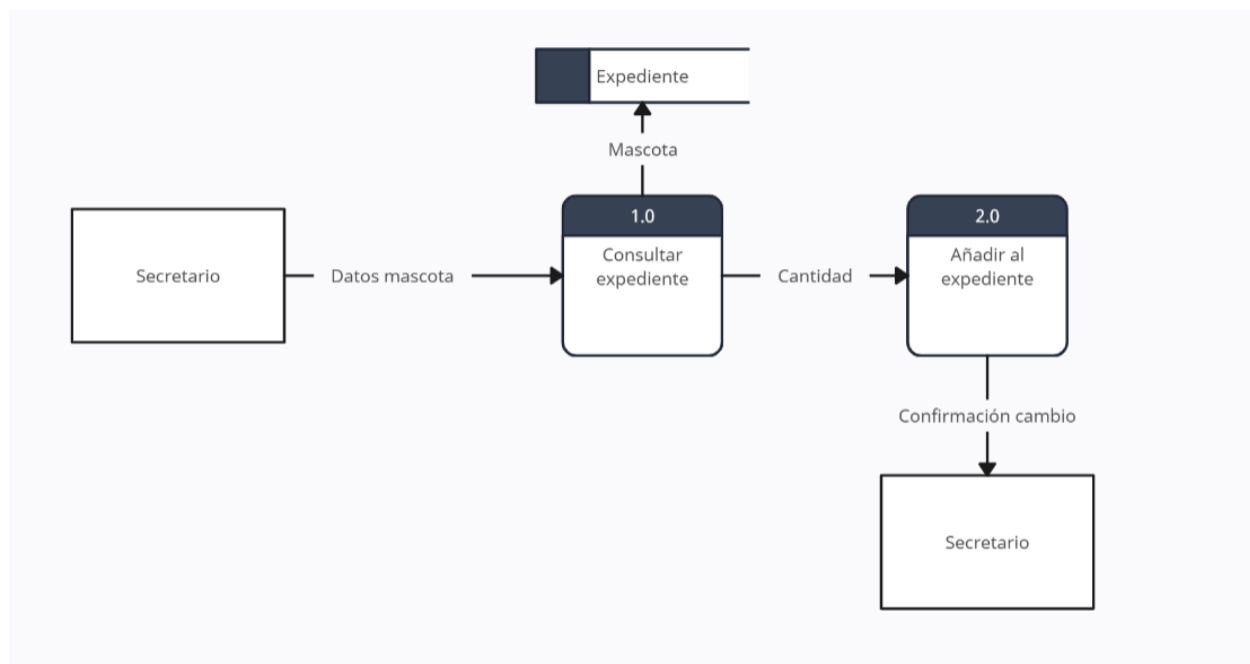 Expediente
Mascota
1.0
2.0
Secretario
Datos mascota
Consultar
expediente
Cantidad
Añadir al
expediente
Confirmación cambio
Secretario